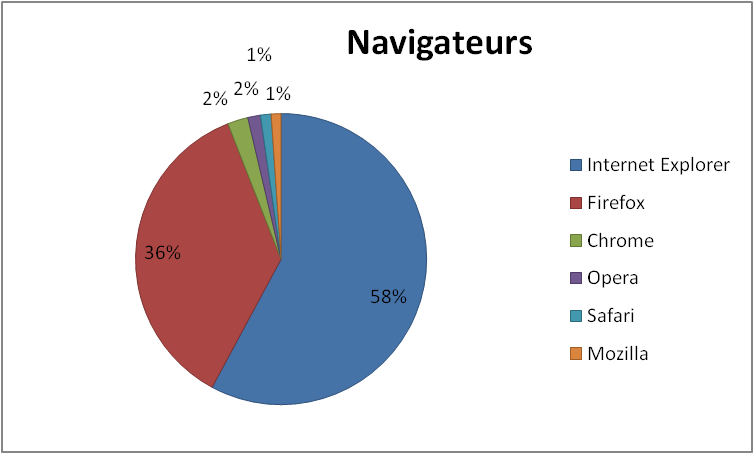 Navigateurs
1%
2%
2%
1%
36%
58%
Internet Explorer
Firefox
Chrome
Opera
Safari
Mozilla